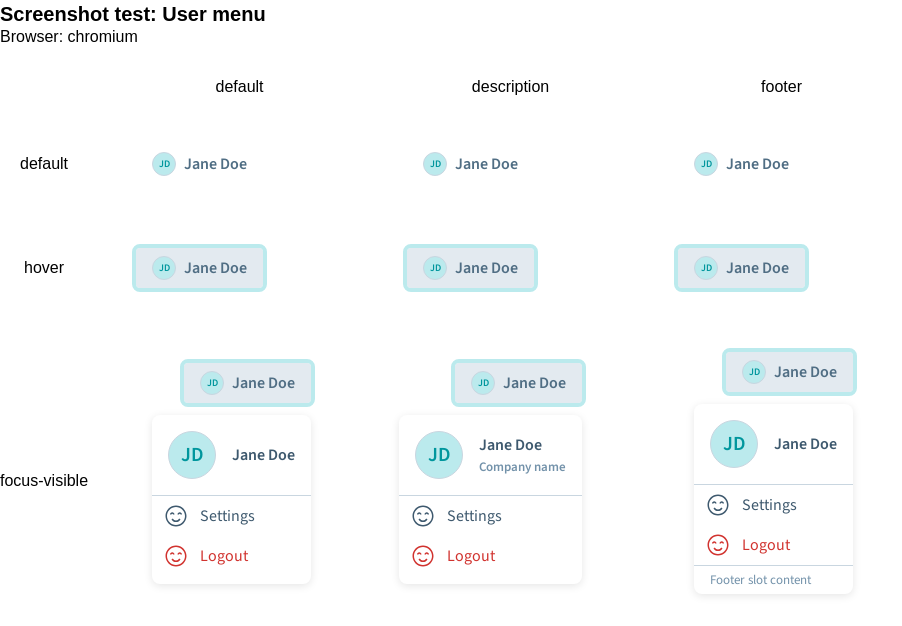 Screenshot test: User menu
Browser: chromium
default description footer
default JD Jane Doe JD Jane Doe JD Jane Doe
hover JD Jane Doe JD Jane Doe JD Jane Doe
focus-visible
JD Jane Doe
JD Jane Doe
Settings
Logout
JD Jane Doe
JD Jane Doe
Company name
Settings
Logout
JD Jane Doe
JD Jane Doe
Settings
Logout
Footer slot content